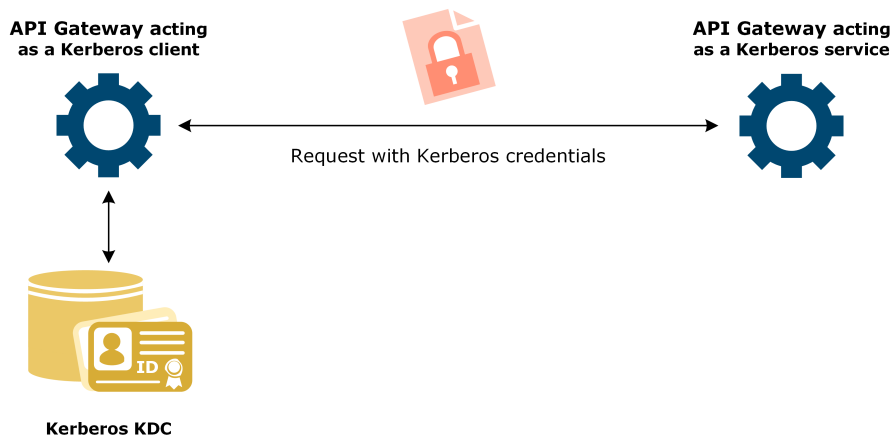 API Gateway acting
as a Kerberos client
API Gateway acting
as a Kerberos service
Request with Kerberos credentials
ID
Kerberos KDC